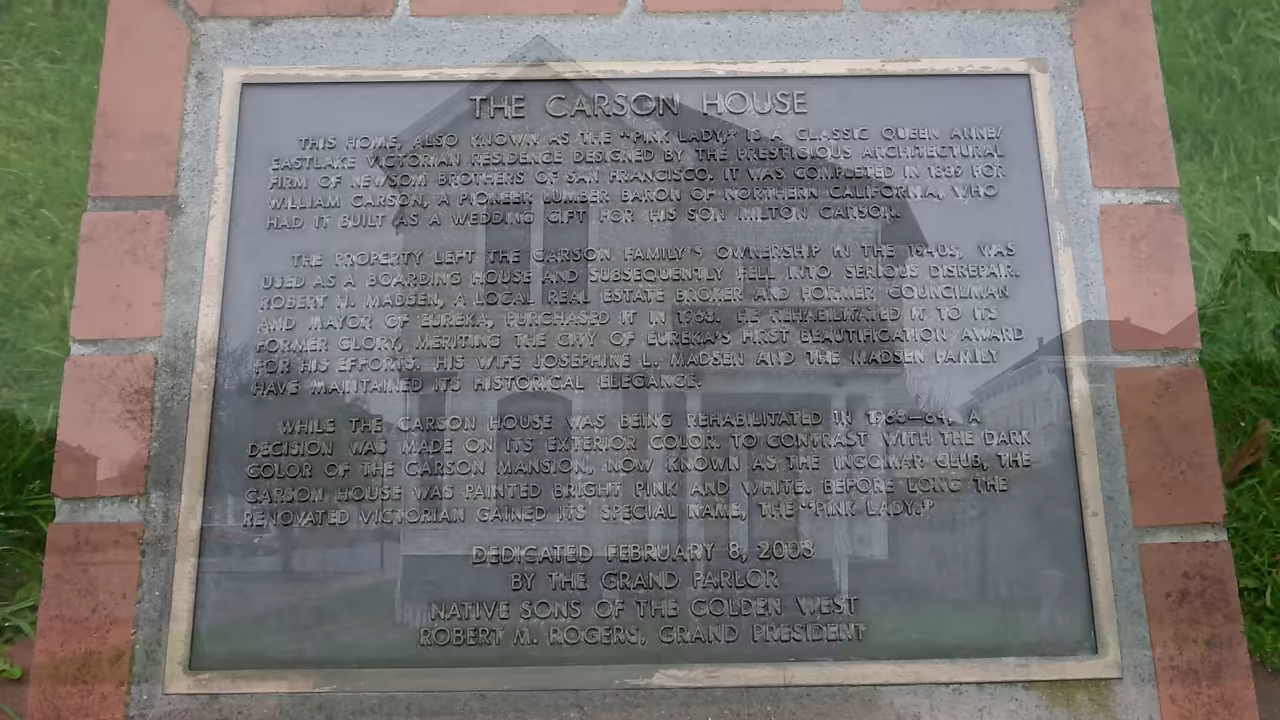 THE CARSON HOUSE
THIS HOME, ALSO KNOWN AS THE "PINK LADY," IS A CLASSIC QUEEN ANNE/
EASTLAKE VICTORIAN RESIDENCE DESIGNED BY THE PRESTIGIOUS ARCHITECTURAL
FIRM OF NEWSOM BROTHERS OF SAN FRANCISCO. IT WAS COMPLETED IN 1889 FOR
WILLIAM CARSON, A PIONEER LUMBER BARON OF NORTHERN CALIFORNIA, WHO
HAD IT BUILT AS A WEDDING GIFT FOR HIS SON MILTON CARSON.
THE PROPERTY LEFT THE CARSON FAMILY'S OWNERSHIP IN THE 1940s, WAS
USED AS A BOARDING HOUSE AND SUBSEQUENTLY FELL INTO SERIOUS DISREPAIR.
ROBERT H. MADSEN, A LOCAL REAL ESTATE BROKER AND FORMER COUNCILMAN
AND MAYOR OF EUREKA, PURCHASED IT IN 1963. HE REHABILITATED IT TO ITS
FORMER GLORY, MERITING THE CITY OF EUREKA'S FIRST BEAUTIFICATION AWARD
FOR HIS EFFORTS. HIS WIFE JOSEPHINE L. MADSEN AND THE MADSEN FAMILY
HAVE MAINTAINED ITS HISTORICAL ELEGANCE.
WHILE THE CARSON HOUSE WAS BEING REHABILITATED IN 1963–64, A
DECISION WAS MADE ON ITS EXTERIOR COLOR. TO CONTRAST WITH THE DARK
COLOR OF THE CARSON MANSION, NOW KNOWN AS THE INGOMAR CLUB, THE
CARSON HOUSE WAS PAINTED BRIGHT PINK AND WHITE. BEFORE LONG THE
RENOVATED VICTORIAN GAINED ITS SPECIAL NAME, THE "PINK LADY."
DEDICATED FEBRUARY 8, 2003
BY THE GRAND PARLOR
NATIVE SONS OF THE GOLDEN WEST
ROBERT M. ROGERS, GRAND PRESIDENT